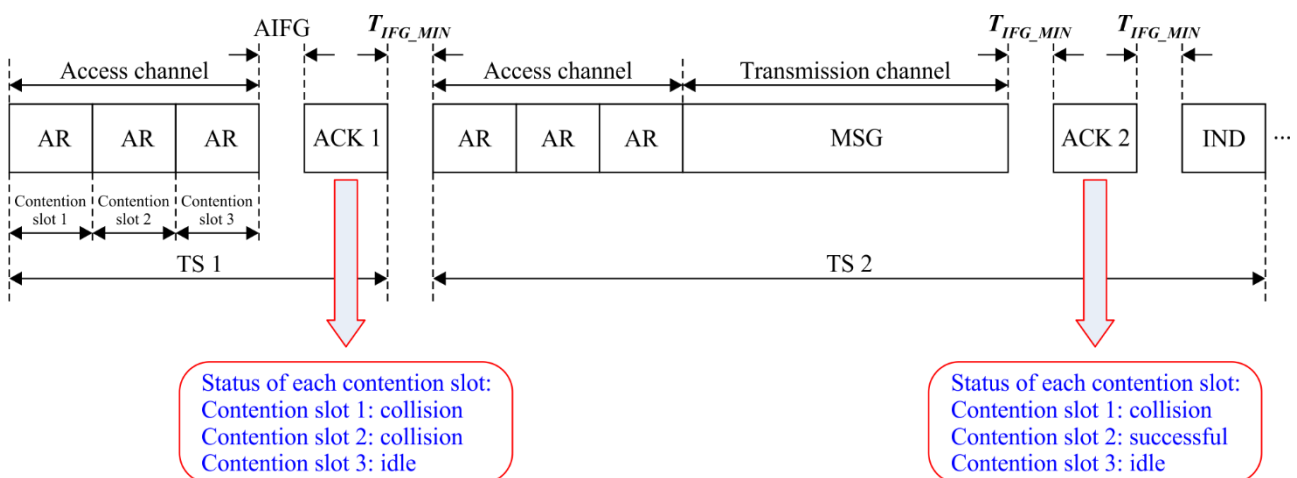 AIFG
T_IFG_MIN
T_IFG_MIN
T_IFG_MIN
Access channel
Access channel
Transmission channel
AR
AR
AR
ACK 1
AR
AR
AR
MSG
ACK 2
IND
...
Contention
slot 1
Contention
slot 2
Contention
slot 3
TS 1
TS 2
Status of each contention slot:
Contention slot 1: collision
Contention slot 2: collision
Contention slot 3: idle
Status of each contention slot:
Contention slot 1: collision
Contention slot 2: successful
Contention slot 3: idle